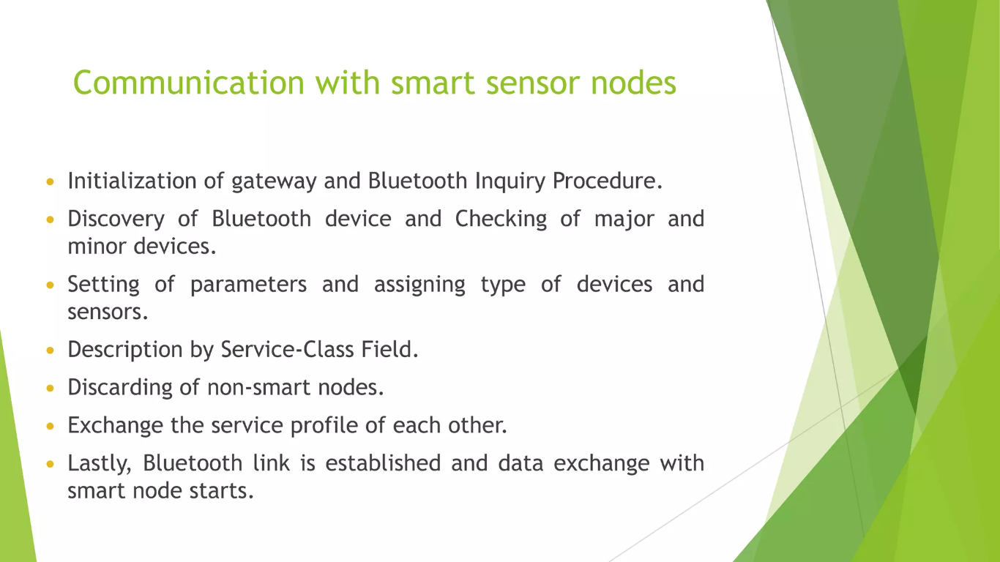 Communication with smart sensor nodes
• Initialization of gateway and Bluetooth Inquiry Procedure.
• Discovery of Bluetooth device and Checking of major and
minor devices.
• Setting of parameters and assigning type of devices and
sensors.
• Description by Service-Class Field.
• Discarding of non-smart nodes.
• Exchange the service profile of each other.
• Lastly, Bluetooth link is established and data exchange with
smart node starts.